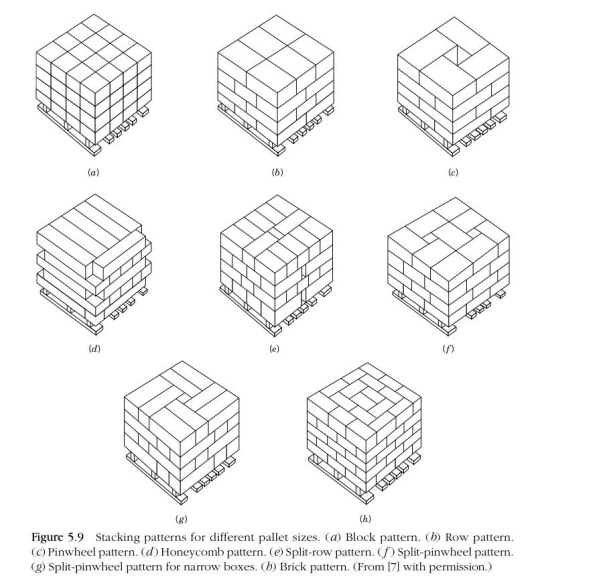 (a)
(b)
(c)
(d)
(e)
(f)
(g)
(h)
Figure 5.9 Stacking patterns for different pallet sizes. (a) Block pattern. (b) Row pattern.
(c) Pinwheel pattern. (d) Honeycomb pattern. (e) Split-row pattern. (f) Split-pinwheel pattern.
(g) Split-pinwheel pattern for narrow boxes. (h) Brick pattern. (From [7] with permission.)